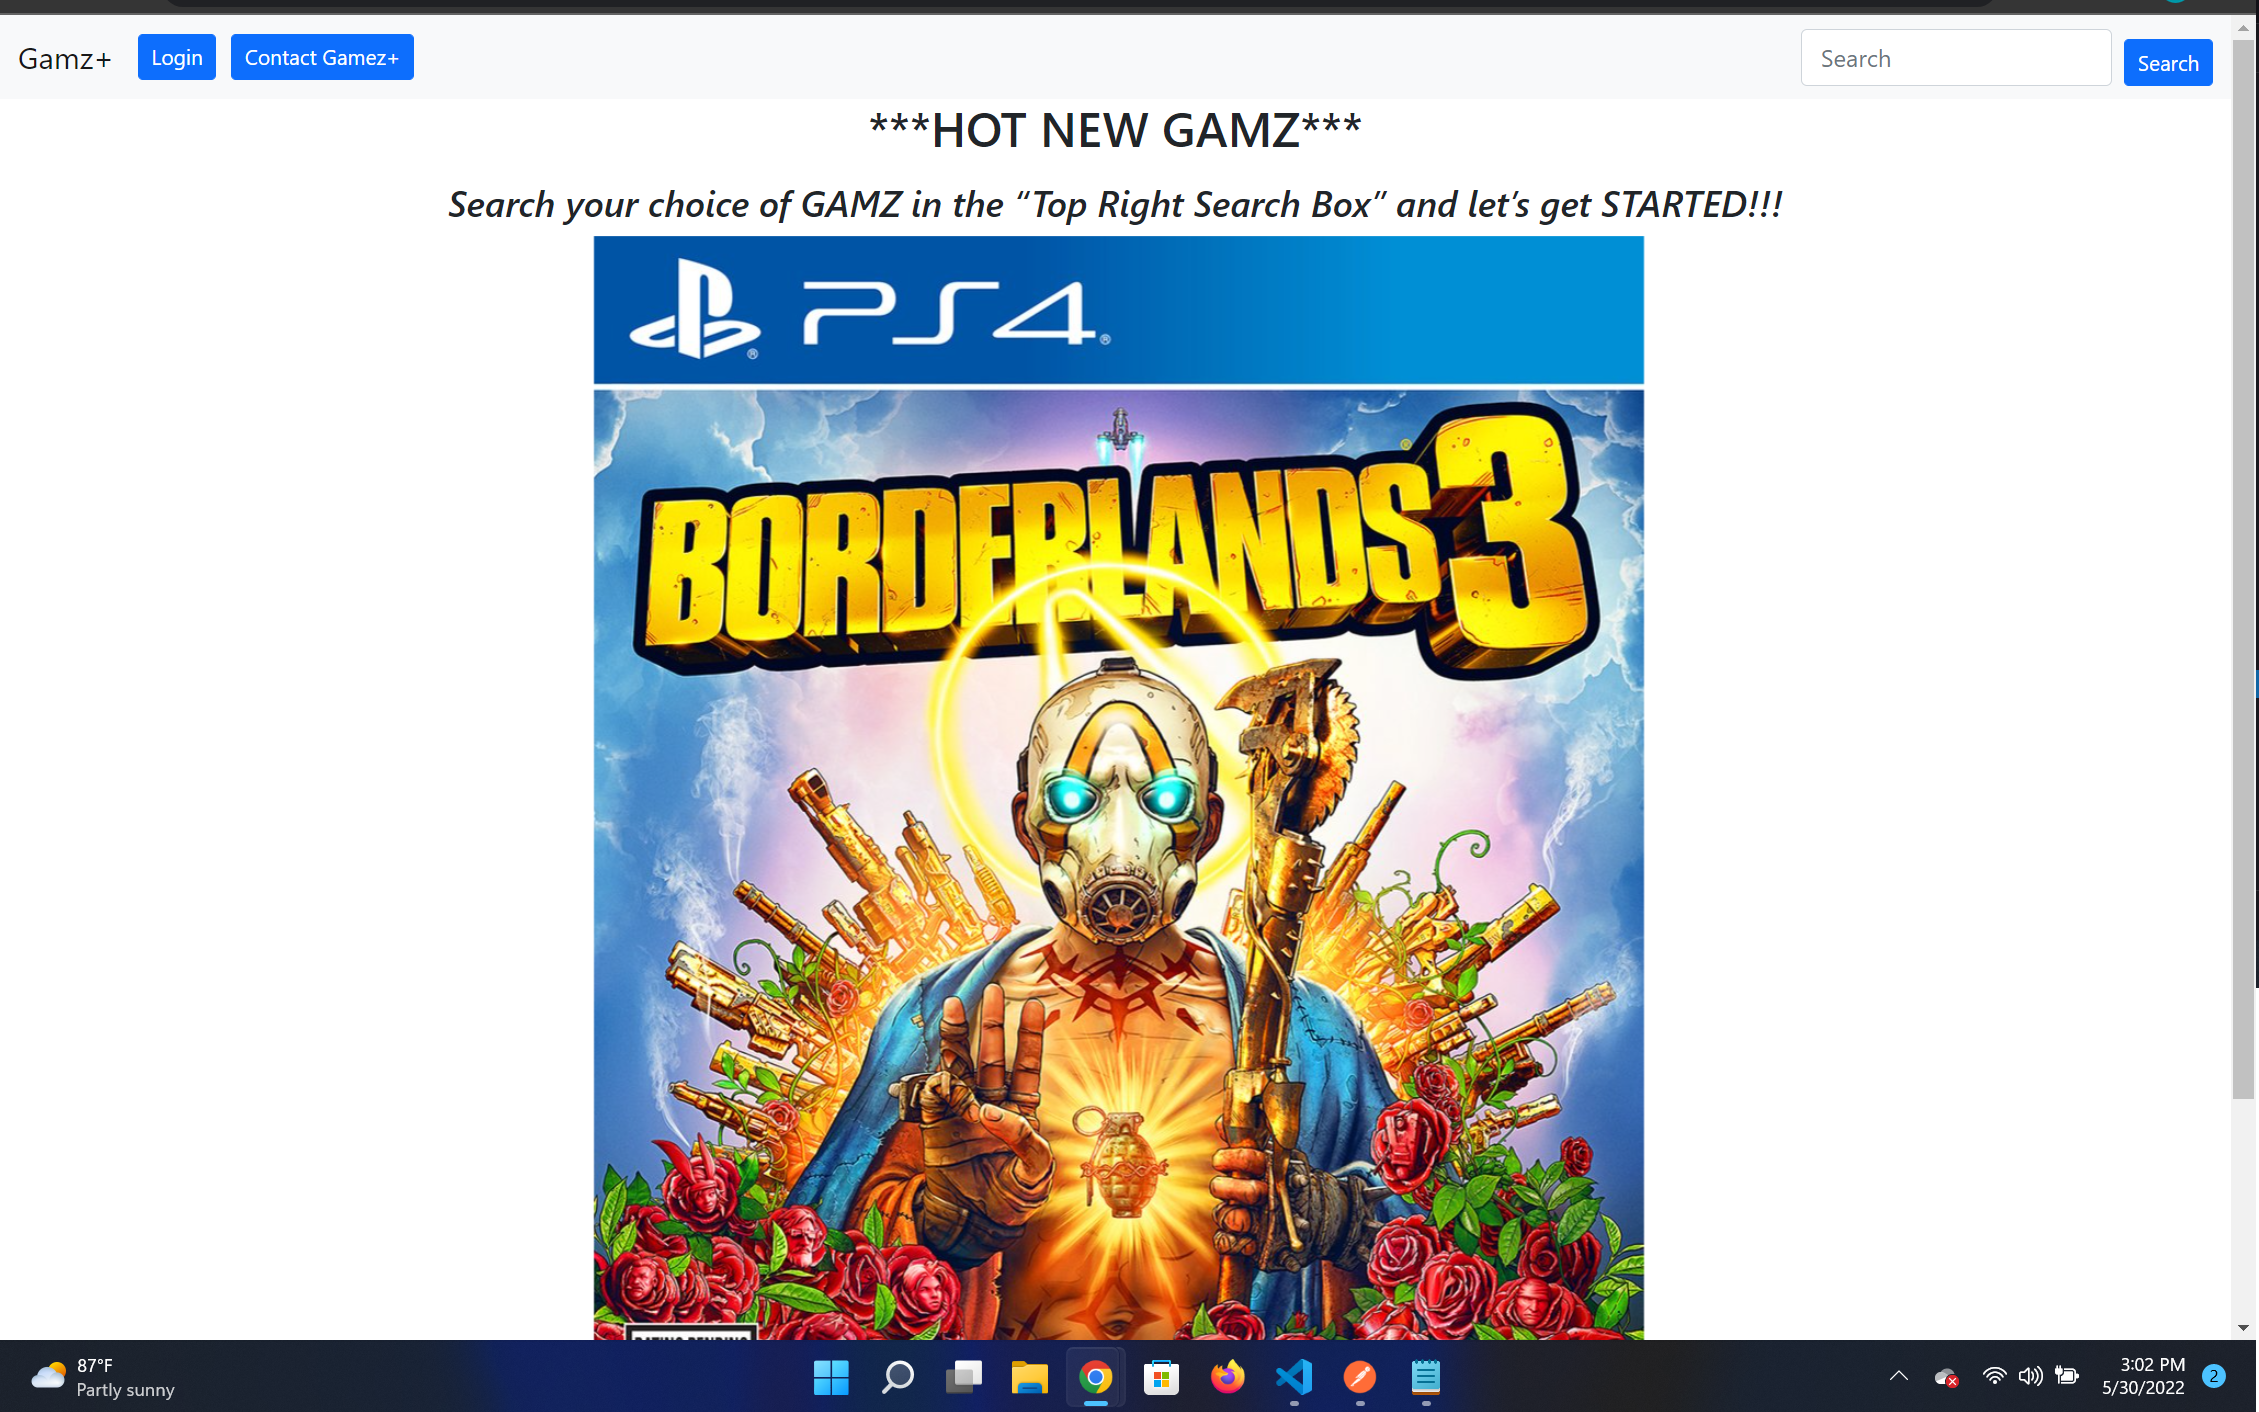 Gamz+ Login Contact Gamez+ Search Search
***HOT NEW GAMZ***
Search your choice of GAMZ in the “Top Right Search Box” and let’s get STARTED!!!
PS4
BORDERLANDS 3
87°F
Partly sunny
3:02 PM
5/30/2022
2